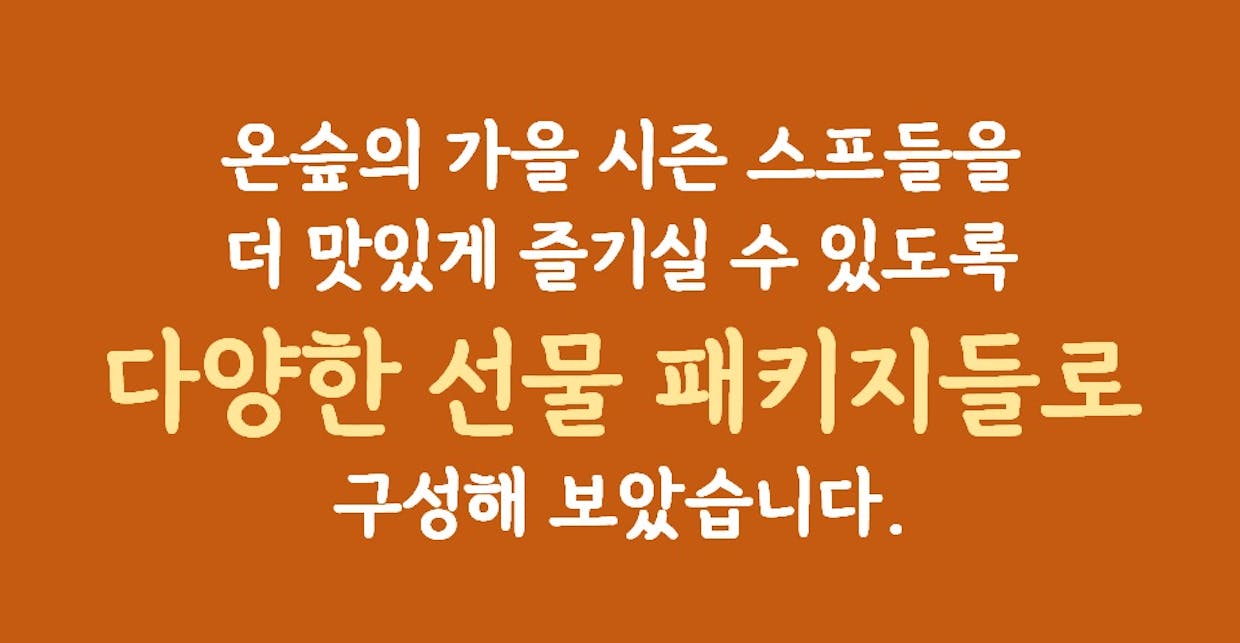 온숲의 가을 시즌 스프들을
더 맛있게 즐기실 수 있도록
다양한 선물 패키지들로
구성해 보았습니다.